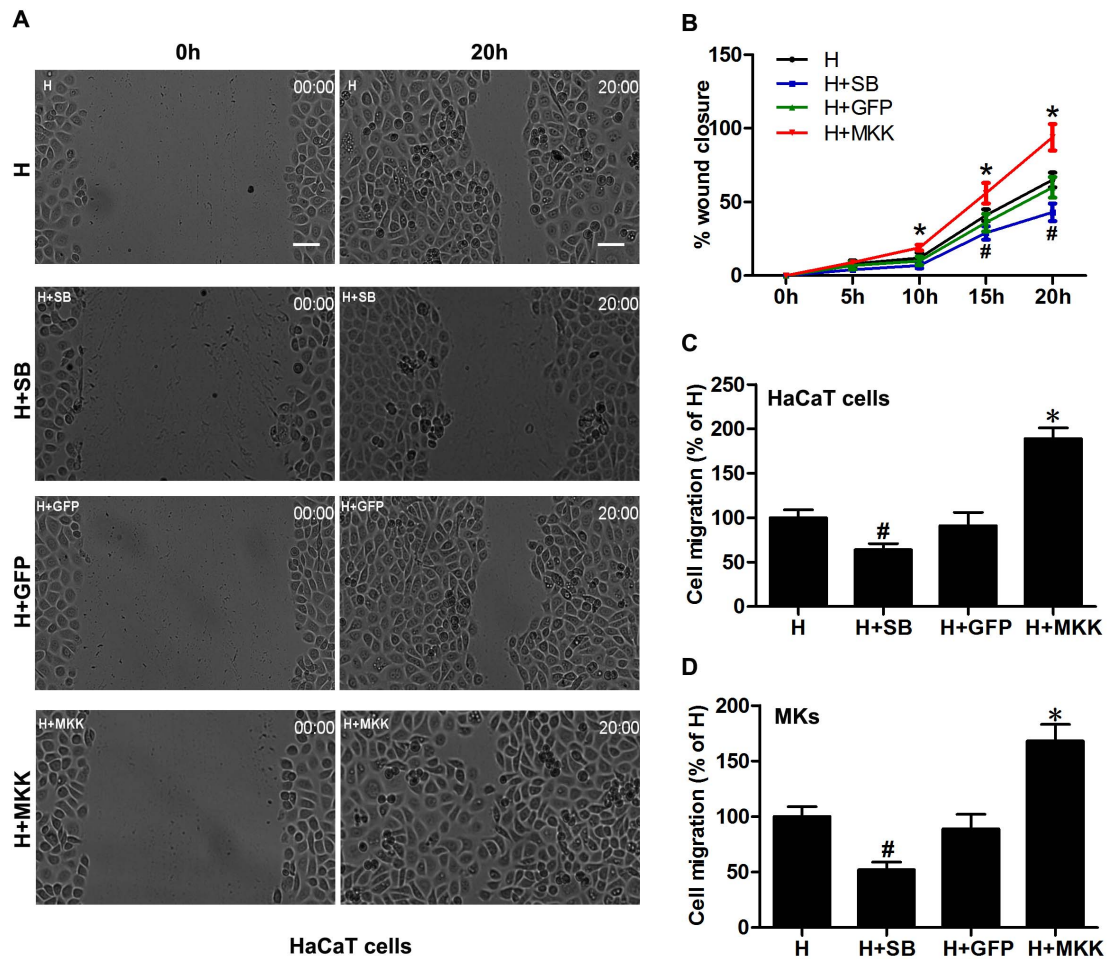 A
0h
20h
H
H
00:00
H
20:00
H+SB
H+SB
00:00
H+SB
20:00
H+GFP
H+GFP
00:00
H+GFP
20:00
H+MKK
H+MKK
00:00
H+MKK
20:00
HaCaT cells
B
% wound closure
150
100
50
0
H
H+SB
H+GFP
H+MKK
*
*
*
#
#
0h
5h
10h
15h
20h
C
Cell migration (% of H)
HaCaT cells
250
200
150
100
50
0
#
*
H
H+SB
H+GFP
H+MKK
D
Cell migration (% of H)
MKs
200
150
100
50
0
#
*
H
H+SB
H+GFP
H+MKK